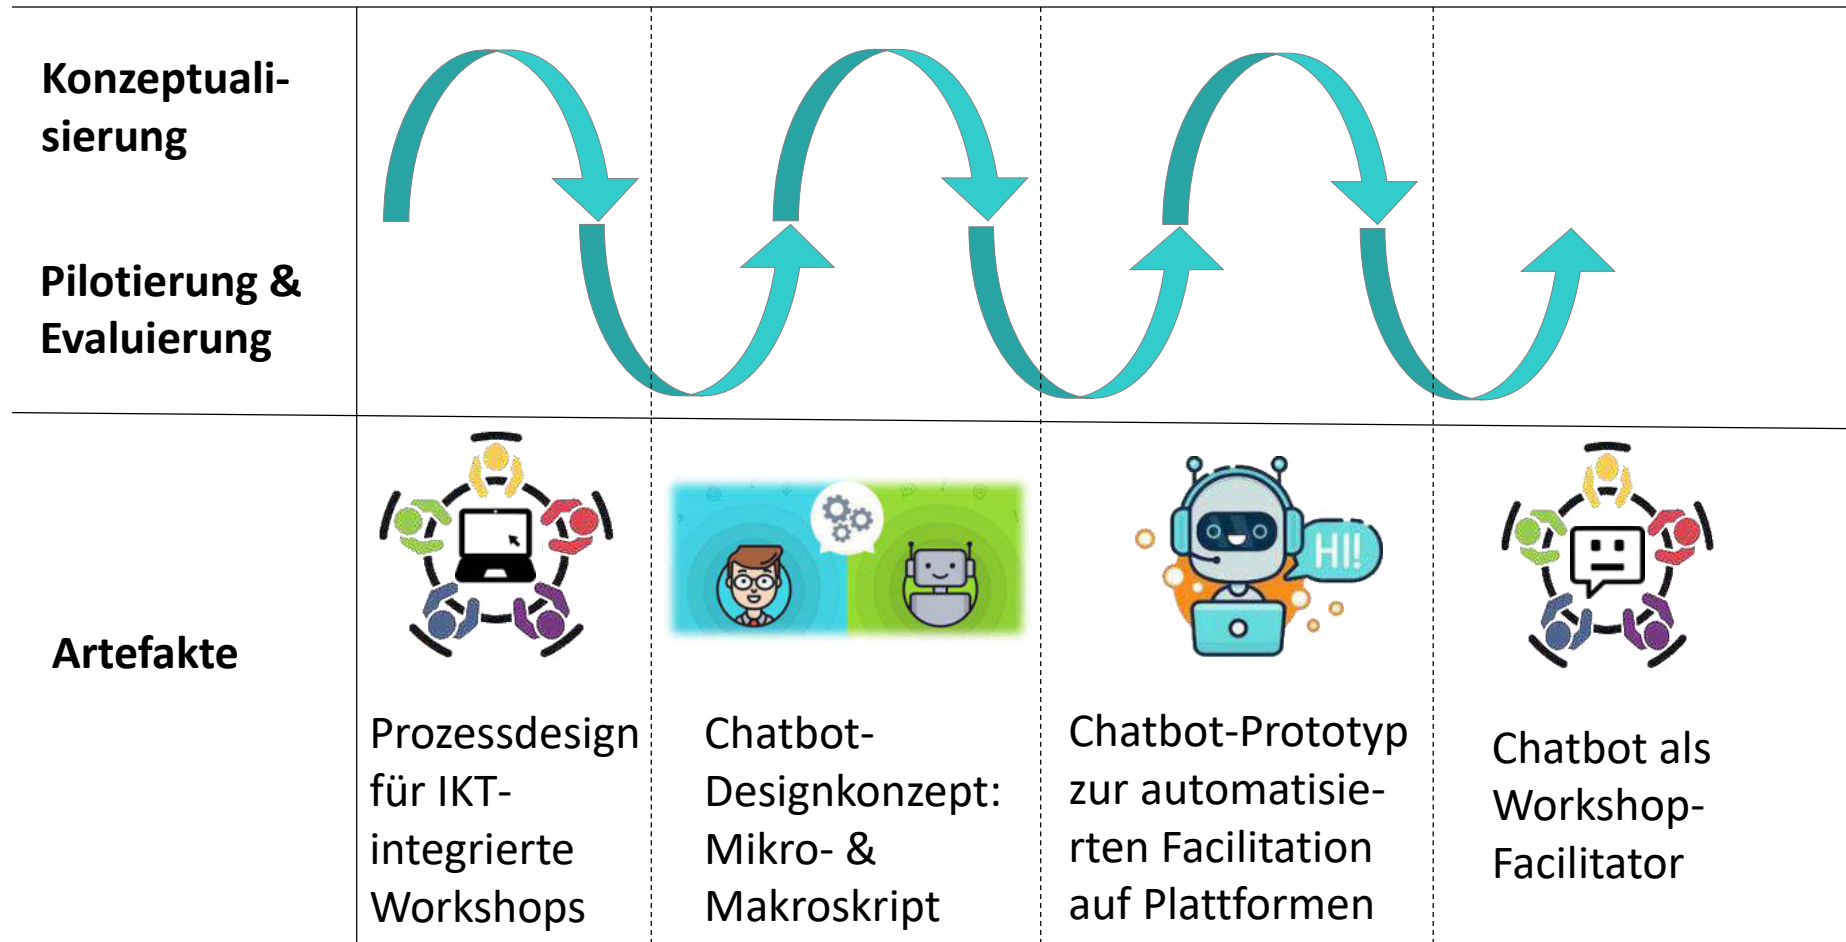 Konzeptuali-
sierung
Pilotierung &
Evaluierung
Artefakte
HI!
Prozessdesign
für IKT-
integrierte
Workshops
Chatbot-
Designkonzept:
Mikro- &
Makroskript
Chatbot-Prototyp
zur automatisie-
rten Facilitation
auf Plattformen
Chatbot als
Workshop-
Facilitator